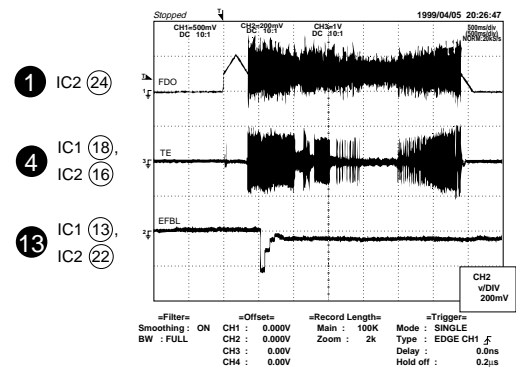 Stopped
1999/04/05 20:26:47
CH1=500mV
DC 10:1
CH2=200mV
DC 10:1
CH3=1V
DC 10:1
500ms/div
(500ms/div)
NORM:20kS/s
1 IC2 24
FDO
4 IC1 18,
IC2 16
TE
13 IC1 13,
IC2 22
EFBL
CH2
v/DIV
200mV
=Filter= =Offset= =Record Length= =Trigger=
Smoothing : ON CH1 : 0.000V Main : 100K Mode : SINGLE
BW : FULL CH2 : 0.000V Zoom : 2k Type : EDGE CH1
CH3 : 0.000V Delay : 0.0ns
CH4 : 0.000V Hold off : 0.2µs